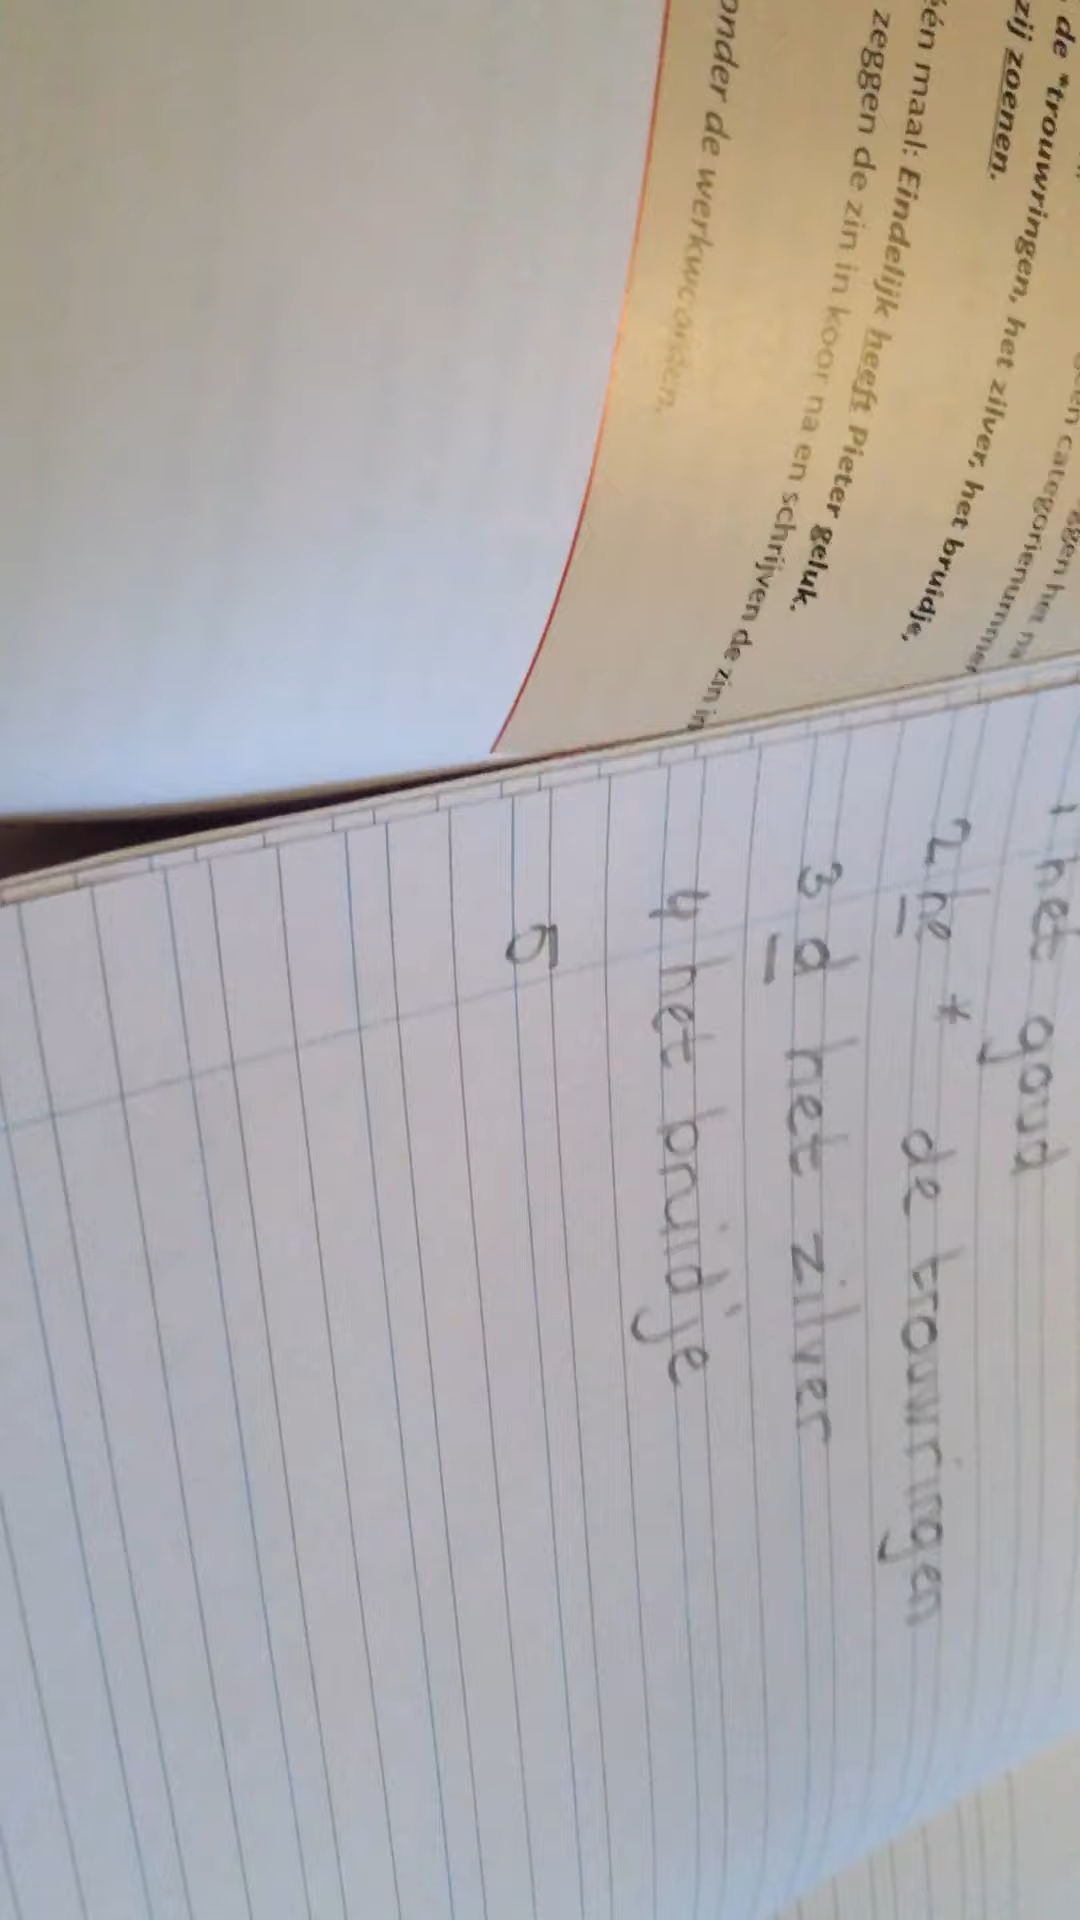 de *trouwringen, het zilver, het bruidje,
zij zoenen.
één maal: Eindelijk heeft Pieter geluk.
zeggen de zin in koor na en schrijven de zin in
onder de werkwoorden.
1 het goud
2 he * de trouwringen
3 d het zilver
4 het bruidje
5